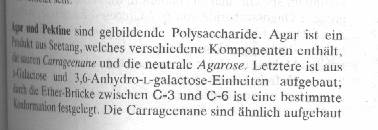 Agar und Pektine sind gelbildende Polysaccharide. Agar ist ein
Produkt aus Seetang, welches verschiedene Komponenten enthält,
die sauren Carrageenane und die neutrale Agarose. Letztere ist aus
D-Galactose und 3,6-Anhydro-L-galactose-Einheiten aufgebaut;
durch die Ether-Brücke zwischen C-3 und C-6 ist eine bestimmte
Konformation festgelegt. Die Carrageenane sind ähnlich aufgebaut